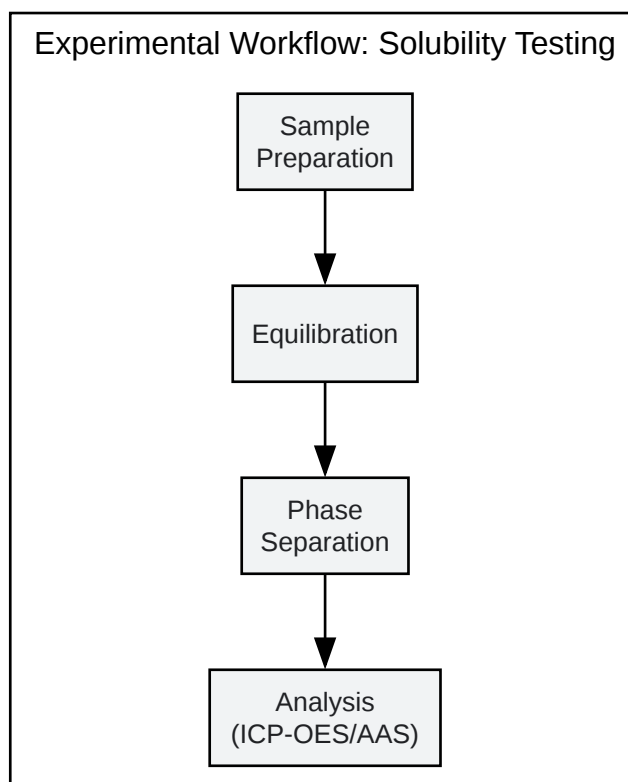 Experimental Workflow: Solubility Testing
Sample
Preparation
Equilibration
Phase
Separation
Analysis
(ICP-OES/AAS)